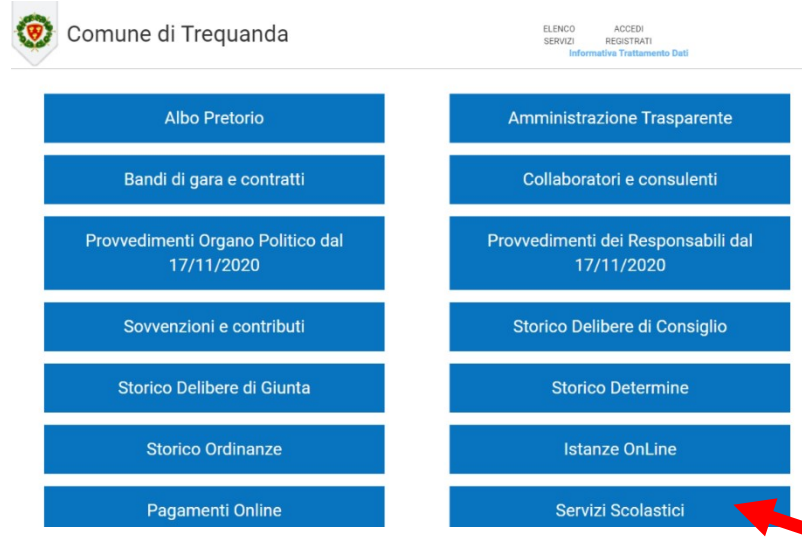 Comune di Trequanda
ELENCO SERVIZI
ACCEDI
REGISTRATI
Informativa Trattamento Dati
Albo Pretorio
Amministrazione Trasparente
Bandi di gara e contratti
Collaboratori e consulenti
Provvedimenti Organo Politico dal
17/11/2020
Provvedimenti dei Responsabili dal
17/11/2020
Sovvenzioni e contributi
Storico Delibere di Consiglio
Storico Delibere di Giunta
Storico Determine
Storico Ordinanze
Istanze OnLine
Pagamenti Online
Servizi Scolastici